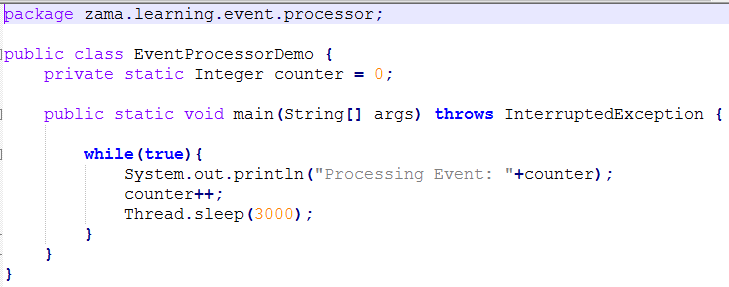 package zama.learning.event.processor;
public class EventProcessorDemo {
private static Integer counter = 0;
public static void main(String[] args) throws InterruptedException {
while(true){
System.out.println("Processing Event: "+counter);
counter++;
Thread.sleep(3000);
}
}
}